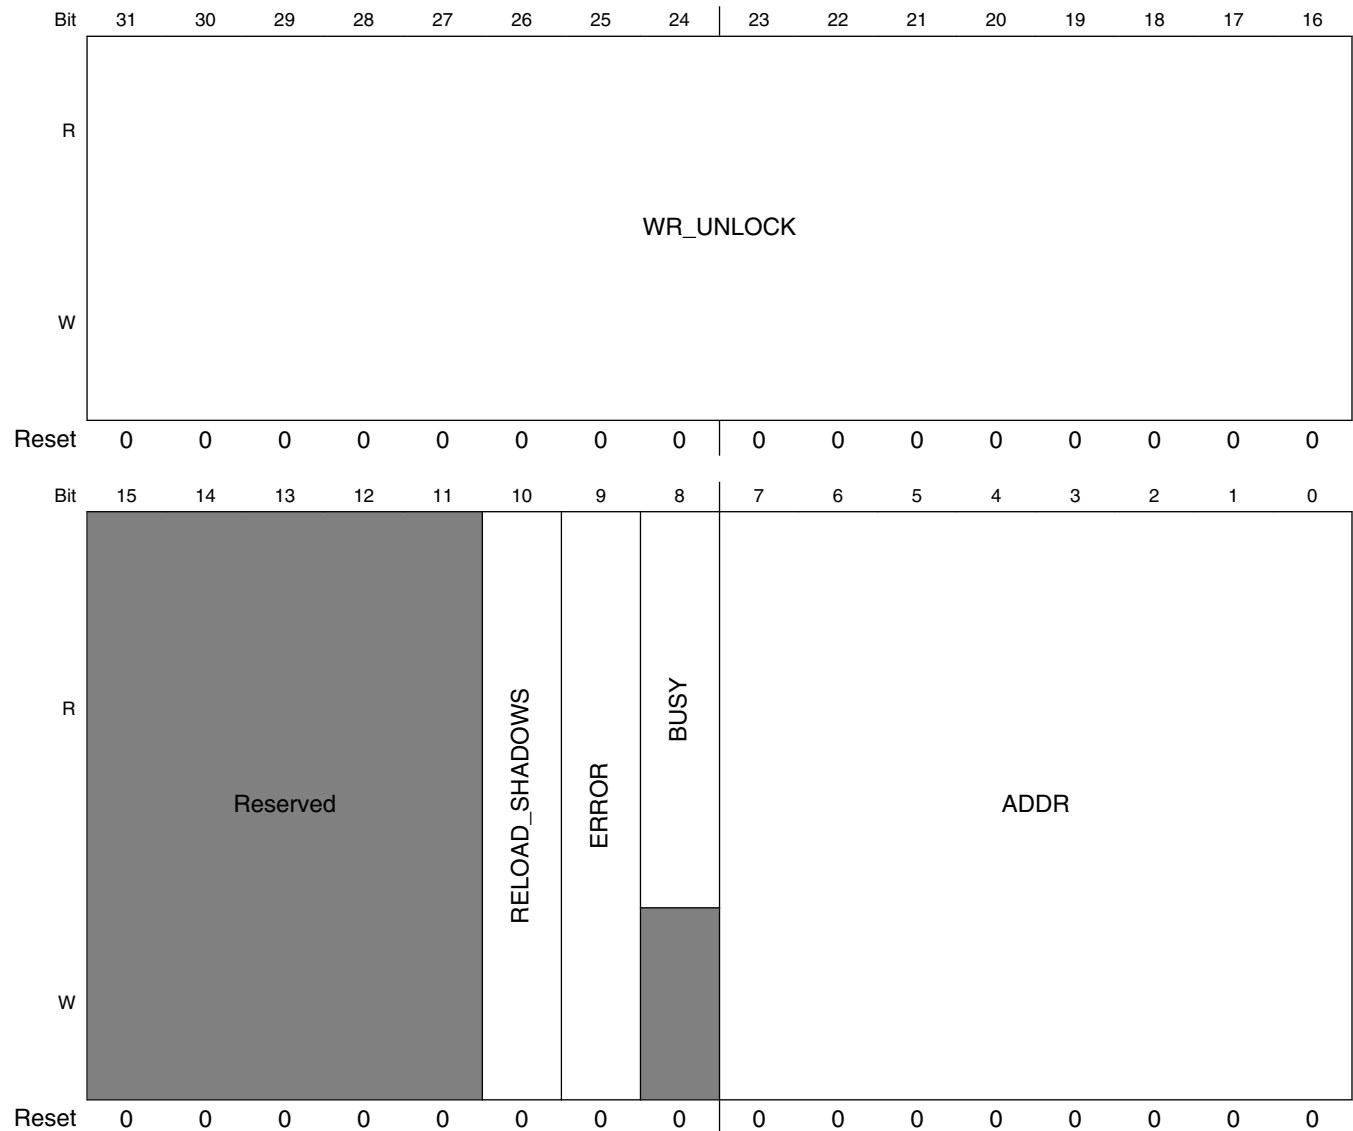 Bit 31 30 29 28 27 26 25 24 23 22 21 20 19 18 17 16
R
WR_UNLOCK
W
Reset 0 0 0 0 0 0 0 0 0 0 0 0 0 0 0 0
Bit 15 14 13 12 11 10 9 8 7 6 5 4 3 2 1 0
R
Reserved
RELOAD_SHADOWS
ERROR
BUSY
ADDR
W
Reset 0 0 0 0 0 0 0 0 0 0 0 0 0 0 0 0